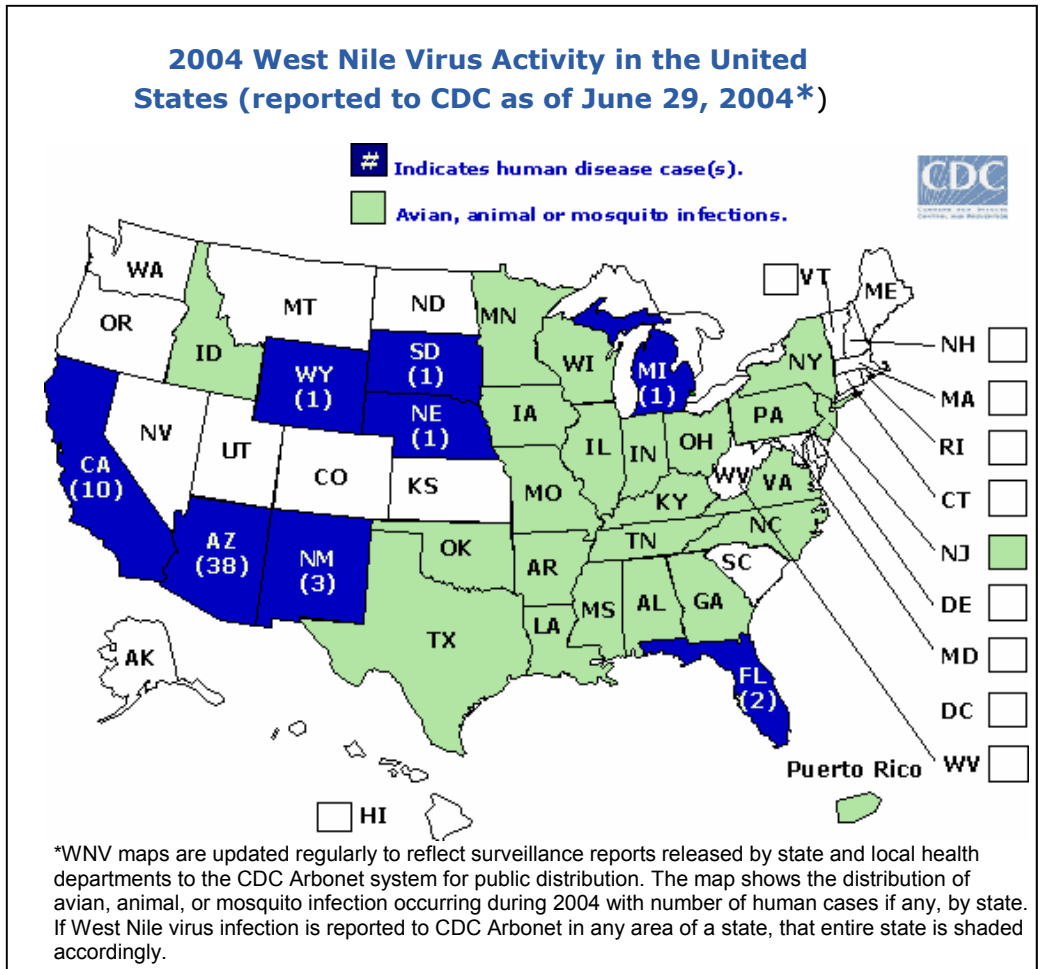 2004 West Nile Virus Activity in the United
States (reported to CDC as of June 29, 2004*)
# Indicates human disease case(s).
Avian, animal or mosquito infections.
CDC
CENTERS FOR DISEASE
CONTROL AND PREVENTION
WA
MT
ND
MN
VT
ME
OR
ID
WY
(1)
SD
(1)
WI
MI
(1)
NY
NH
MA
NE
(1)
IA
PA
RI
NV
UT
CO
KS
IL
IN
OH
WV
VA
CT
CA
(10)
MO
KY
NC
NJ
AZ
(38)
NM
(3)
OK
AR
TN
SC
DE
TX
LA
MS
AL
GA
MD
AK
FL
(2)
DC
Puerto Rico
WV
HI
*WNV maps are updated regularly to reflect surveillance reports released by state and local health
departments to the CDC Arbonet system for public distribution. The map shows the distribution of
avian, animal, or mosquito infection occurring during 2004 with number of human cases if any, by state.
If West Nile virus infection is reported to CDC Arbonet in any area of a state, that entire state is shaded
accordingly.